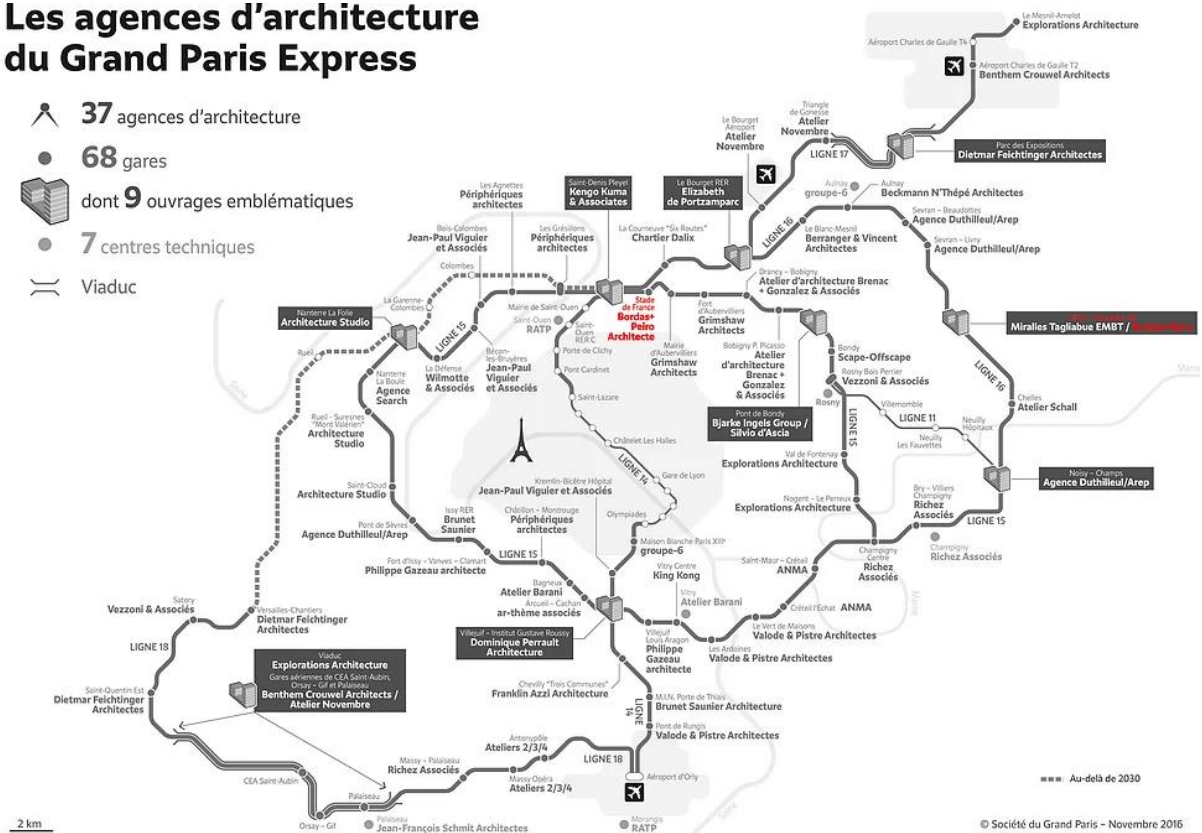 Les agences d'architecture
du Grand Paris Express
37 agences d'architecture
68 gares
dont 9 ouvrages emblématiques
7 centres techniques
Viaduc
Le Mesnil-Amelot
Explorations Architecture
Aéroport Charles de Gaulle T4
Aéroport Charles de Gaulle T2
Benthem Crouwel Architects
Triangle
de Gonesse
Atelier
Novembre
LIGNE 17
Parc des Expositions
Dietmar Feichtinger Architectes
Le Bourget
Aéroport
Atelier
Novembre
Le Bourget RER
Elizabeth
de Portzamparc
Aulnay
groupe-6
Aulnay
Beckmann N'Thépé Architectes
Sevran – Beaudottes
Agence Duthilleul/Arep
Sevran – Livry
Agence Duthilleul/Arep
LIGNE 16
Le Blanc-Mesnil
Berranger & Vincent
Architectes
Les Agnettes
Périphériques
architectes
Saint-Denis Pleyel
Kengo Kuma
& Associates
La Courneuve "Six Routes"
Chartier Dalix
Bois-Colombes
Jean-Paul Viguier
et Associés
Les Grésillons
Périphériques
architectes
Colombes
La Garenne-
Colombes
Nanterre La Folie
Architecture Studio
LIGNE 15
Mairie de Saint-Ouen
Saint-Ouen
RATP
Saint-
Ouen
RER C
Stade
de France
Bordas+
Peiro
Architecte
Drancy – Bobigny
Atelier d'architecture Brenac
+ Gonzalez & Associés
Fort
d'Aubervilliers
Grimshaw
Architects
Mairie
d'Aubervilliers
Grimshaw
Architects
Bobigny P. Picasso
Atelier
d'architecture
Brenac +
Gonzalez
& Associés
Miralles Tagliabue EMBT /
Rueil
La Défense
Wilmotte
& Associés
Bécon-
les-Bruyères
Jean-Paul
Viguier
et Associés
Porte de Clichy
Pont Cardinet
Saint-Lazare
Châtelet Les Halles
LIGNE 14
Gare de Lyon
Olympiades
Bondy
Scape-Offscape
Rosny Bois Perrier
Vezzoni & Associés
Rosny
Pont de Bondy
Bjarke Ingels Group /
Silvio d'Ascia
LIGNE 15
Villemomble
LIGNE 11
Neuilly
Les Fauvettes
Neuilly
Hôpitaux
LIGNE 16
Chelles
Atelier Schall
Marne
Seine
Nanterre
La Boule
Agence
Search
Rueil – Suresnes
"Mont Valérien"
Architecture
Studio
Saint-Cloud
Architecture Studio
Pont de Sèvres
Agence Duthilleul/Arep
Issy RER
Brunet
Saunier
Fort d'Issy – Vanves – Clamart
Philippe Gazeau architecte
LIGNE 15
Châtillon – Montrouge
Périphériques
architectes
Kremlin-Bicêtre Hôpital
Jean-Paul Viguier et Associés
Maison Blanche Paris XIIIe
groupe-6
Val de Fontenay
Explorations Architecture
Nogent – Le Perreux
Explorations Architecture
Noisy – Champs
Agence Duthilleul/Arep
Bry – Villiers
Champigny
Richez
Associés
LIGNE 15
Champigny
Richez Associés
Champigny
Centre
Richez
Associés
Saint-Maur – Créteil
ANMA
Créteil l'Échat ANMA
Marne
Bagneux
Atelier Barani
Arcueil – Cachan
ar-thème associés
Vitry Centre
King Kong
Vitry
Atelier Barani
Le Vert de Maisons
Valode & Pistre Architectes
Les Ardoines
Valode & Pistre Architectes
Villejuif
Louis Aragon
Philippe
Gazeau
architecte
Villejuif – Institut Gustave Roussy
Dominique Perrault
Architecture
Chevilly "Trois Communes"
Franklin Azzi Architecture
M.I.N. Porte de Thiais
Brunet Saunier Architecture
LIGNE
14
Pont de Rungis
Valode & Pistre Architectes
Satory
Vezzoni & Associés
Versailles-Chantiers
Dietmar Feichtinger
Architectes
LIGNE 18
Saint-Quentin Est
Dietmar Feichtinger
Architectes
Viaduc
Explorations Architecture
Gares aériennes de CEA Saint-Aubin,
Orsay – Gif et Palaiseau
Benthem Crouwel Architects /
Atelier Novembre
CEA Saint-Aubin
Orsay – Gif
Palaiseau
Palaiseau
Jean-François Schmit Architectes
Massy – Palaiseau
Richez Associés
Antonypôle
Ateliers 2/3/4
Massy Opéra
Ateliers 2/3/4
LIGNE 18
Aéroport d'Orly
Morangis
RATP
Seine
Au-delà de 2030
2 km
© Société du Grand Paris – Novembre 2016